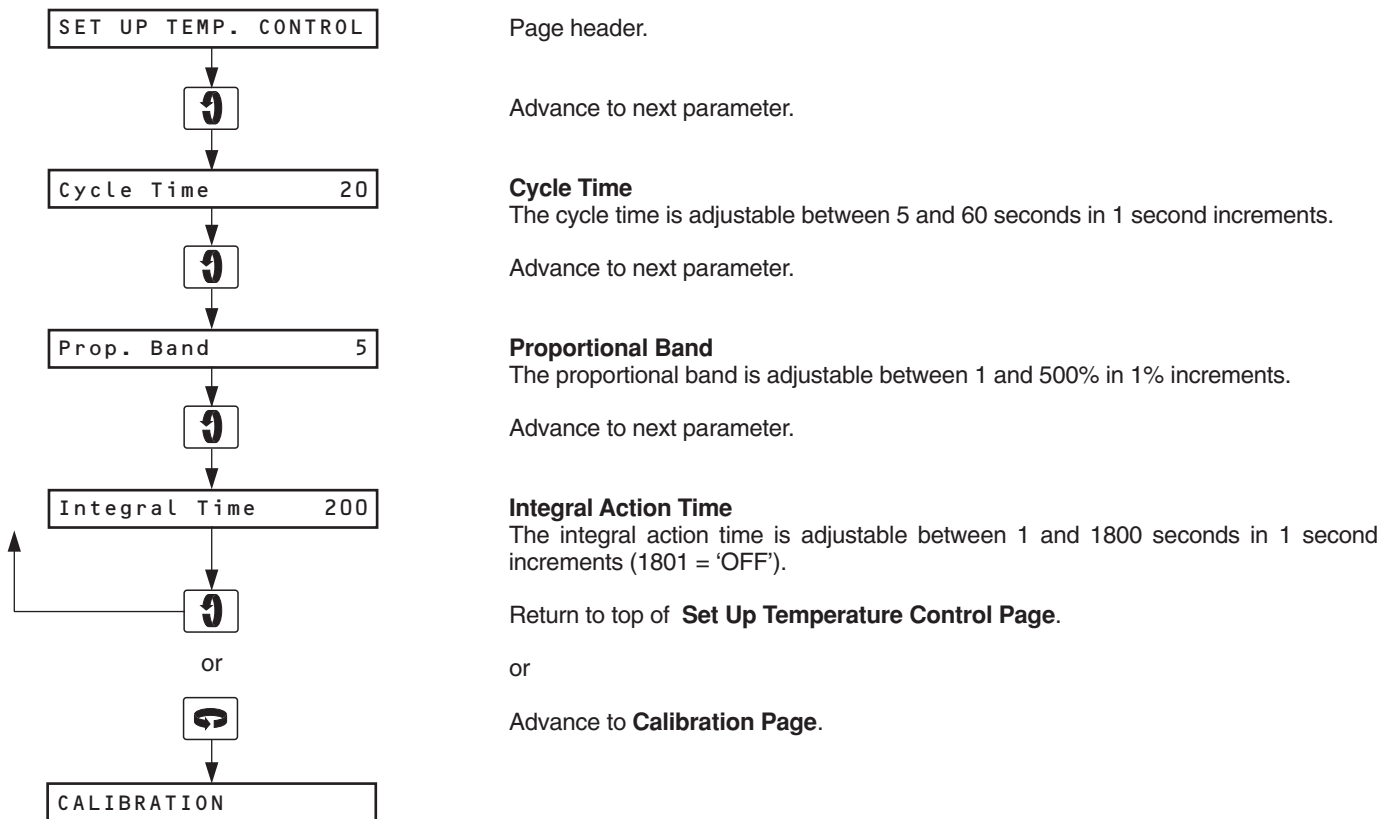 SET UP TEMP. CONTROL
Page header.
Advance to next parameter.
Cycle Time 20
Cycle Time
The cycle time is adjustable between 5 and 60 seconds in 1 second increments.
Advance to next parameter.
Prop. Band 5
Proportional Band
The proportional band is adjustable between 1 and 500% in 1% increments.
Advance to next parameter.
Integral Time 200
Integral Action Time
The integral action time is adjustable between 1 and 1800 seconds in 1 second
increments (1801 = ‘OFF’).
Return to top of Set Up Temperature Control Page.
or
or
Advance to Calibration Page.
CALIBRATION